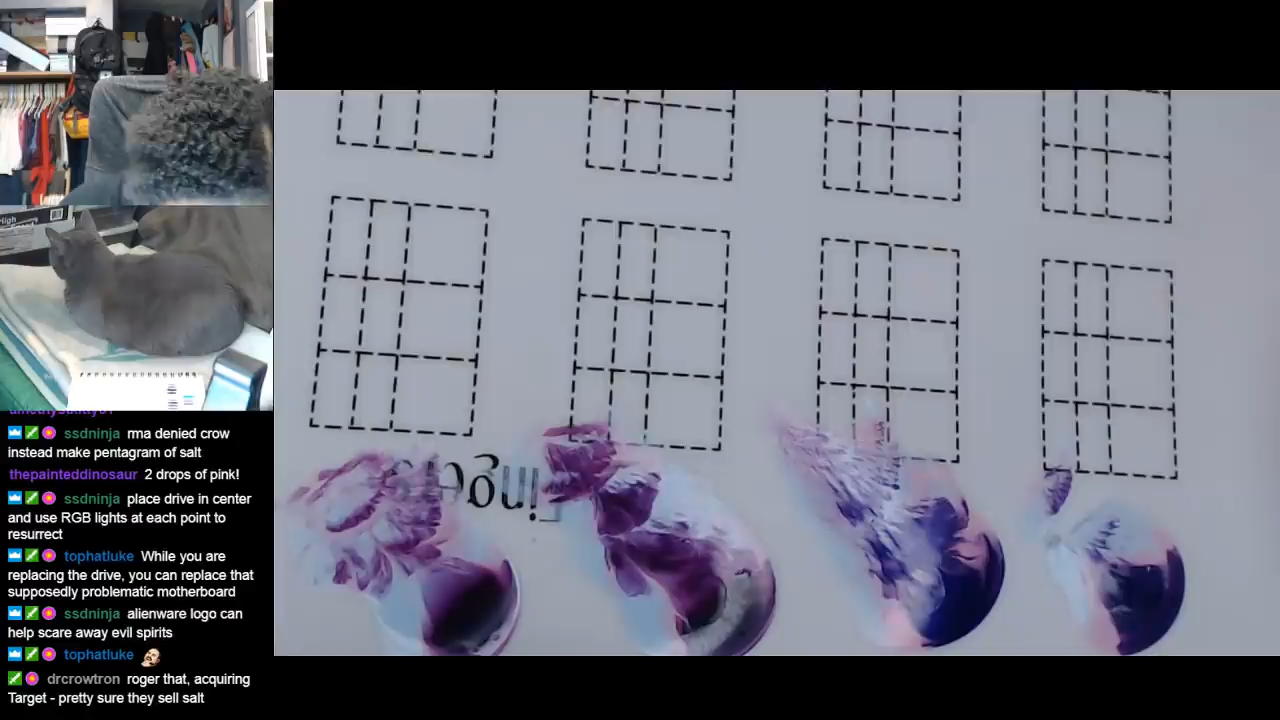 High
ssdninja rma denied crow
instead make pentagram of salt
thepainteddinosaur 2 drops of pink!
ssdninja place drive in center
and use RGB lights at each point to
resurrect
tophatluke While you are
replacing the drive, you can replace that
supposedly problematic motherboard
ssdninja alienware logo can
help scare away evil spirits
tophatluke
drcrowtron roger that, acquiring
Target - pretty sure they sell salt